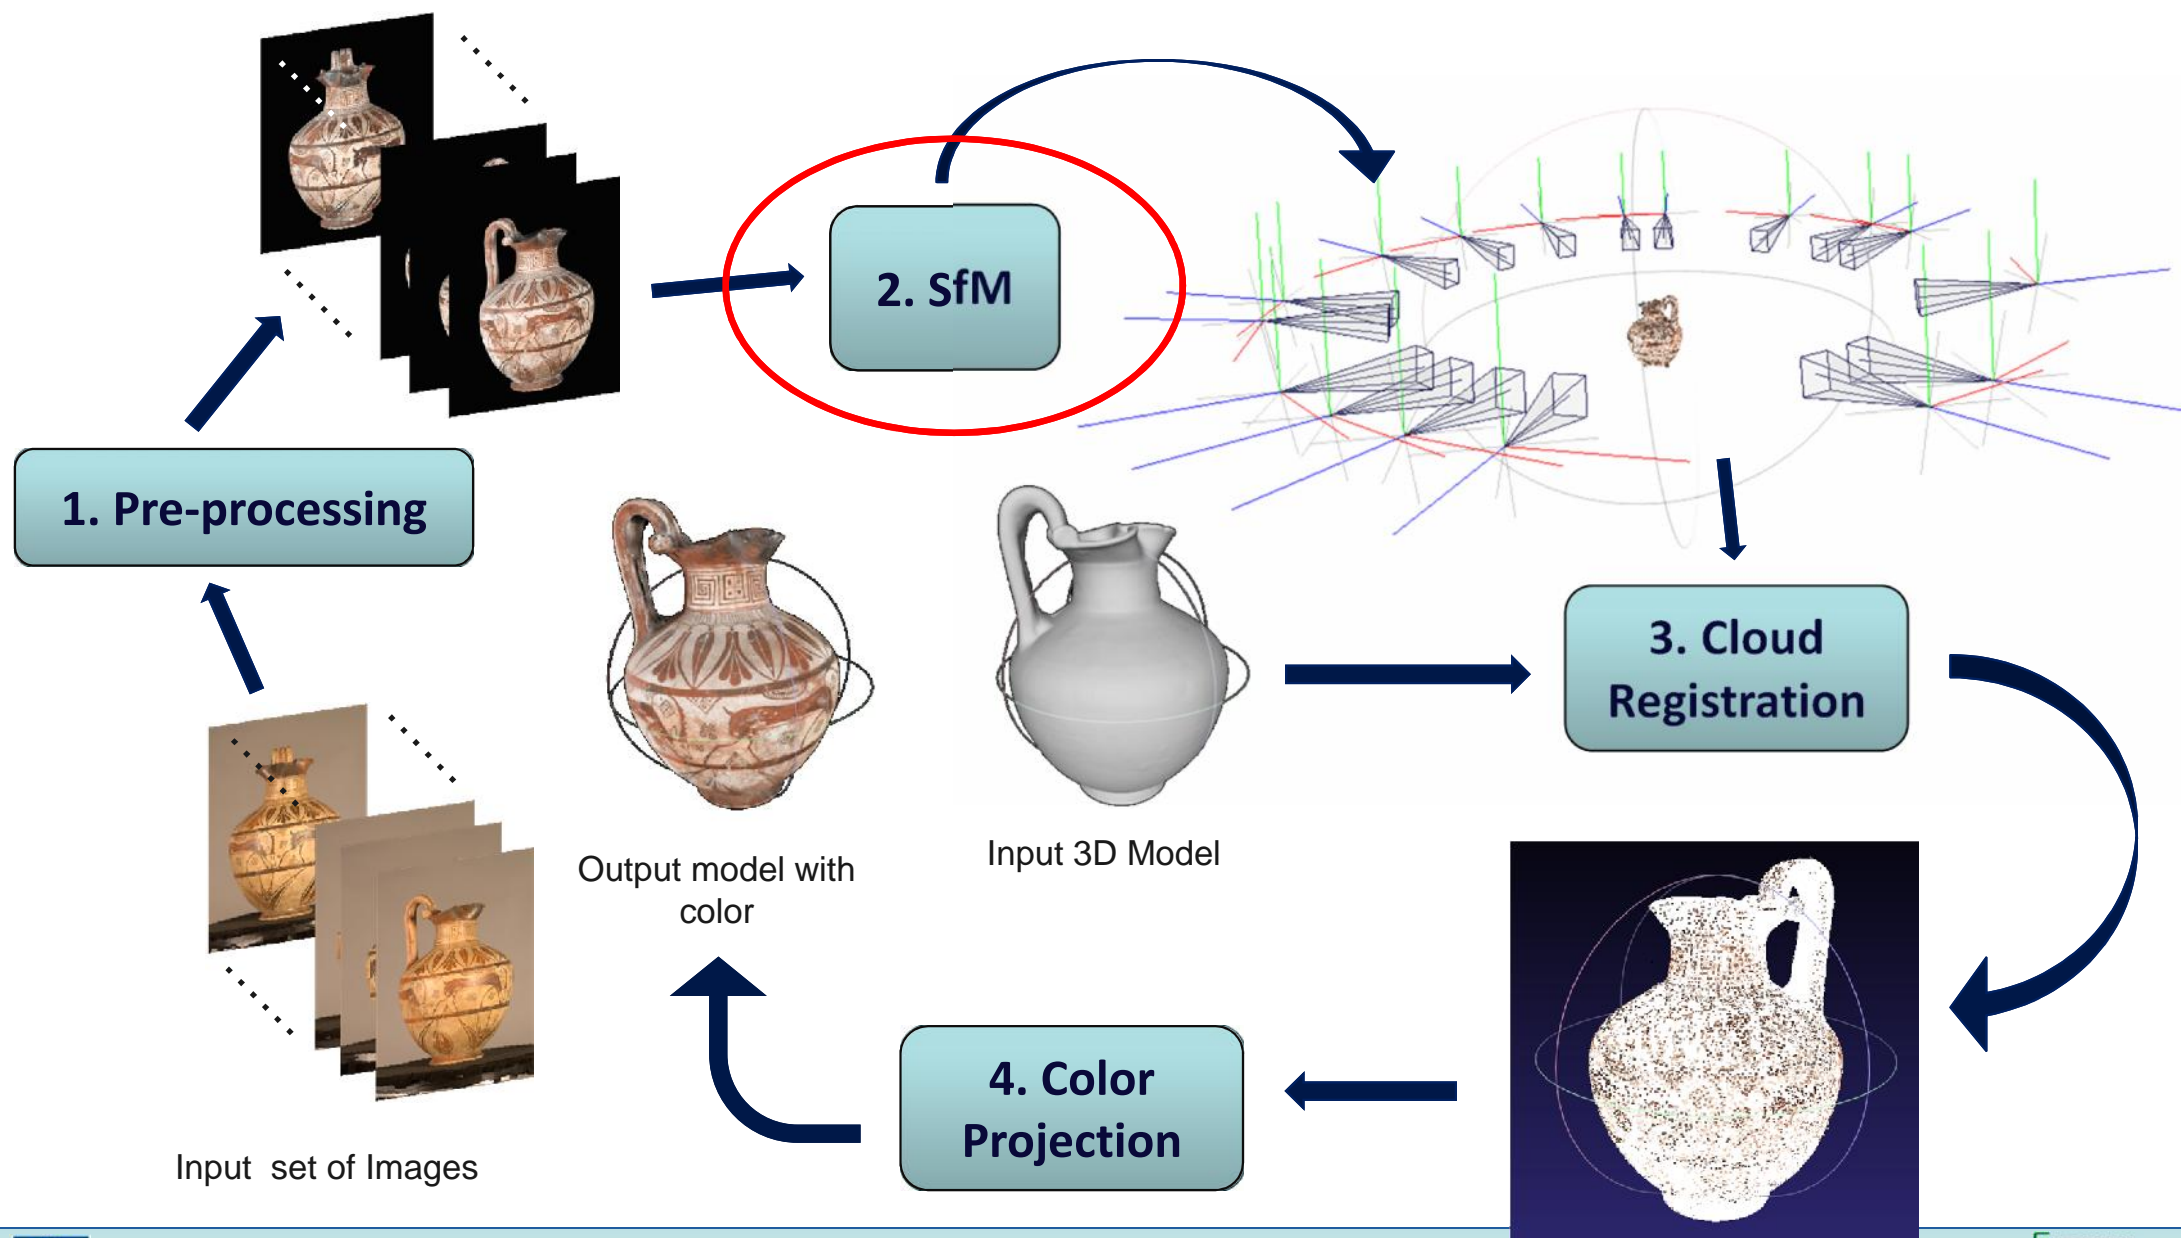 2. SfM
1. Pre-processing
3. Cloud
Registration
Output model with
color
Input 3D Model
4. Color
Projection
Input  set of Images